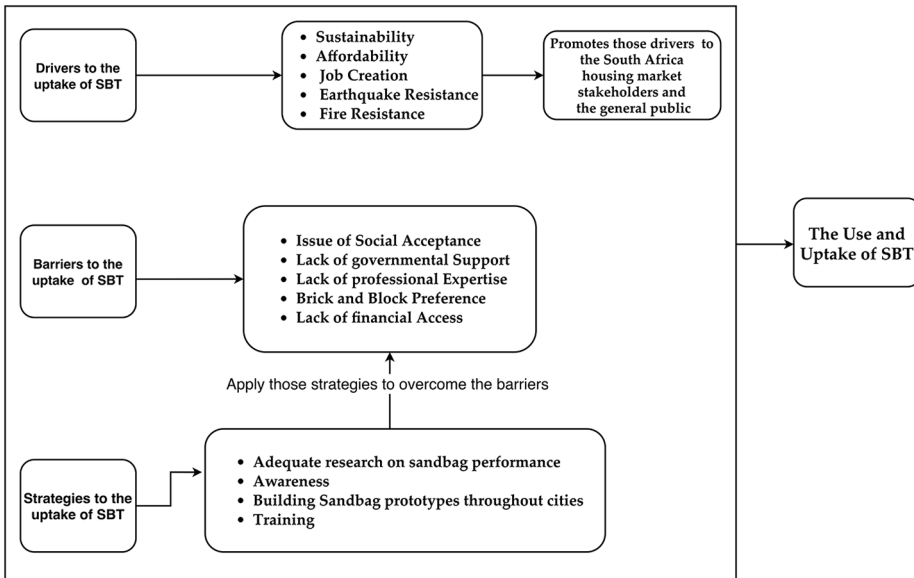 Drivers to the
uptake of SBT
• Sustainability
• Affordability
• Job Creation
• Earthquake Resistance
• Fire Resistance
Promotes those drivers to
the South Africa
housing market
stakeholders and
the general public
Barriers to the
uptake of SBT
• Issue of Social Acceptance
• Lack of governmental Support
• Lack of professional Expertise
• Brick and Block Preference
• Lack of financial Access
The Use and
Uptake of SBT
Apply those strategies to overcome the barriers
Strategies to the
uptake of SBT
• Adequate research on sandbag performance
• Awareness
• Building Sandbag prototypes throughout cities
• Training